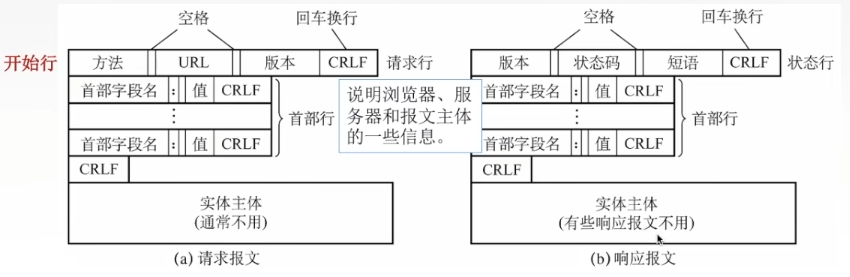 空格 回车换行
开始行 方法 URL 版本 CRLF 请求行
首部字段名 : 值 CRLF
⋮
首部字段名 : 值 CRLF
首部行
CRLF
实体主体
(通常不用)
(a) 请求报文
说明浏览器、服
务器和报文主体
的一些信息。
空格 回车换行
版本 状态码 短语 CRLF 状态行
首部字段名 : 值 CRLF
⋮
首部字段名 : 值 CRLF
首部行
CRLF
实体主体
(有些响应报文不用)
(b) 响应报文